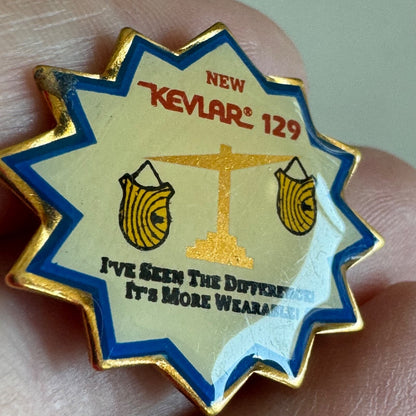 NEW
KEVLAR® 129
I'VE SEEN THE DIFFERENCE!
IT'S MORE WEARABLE!